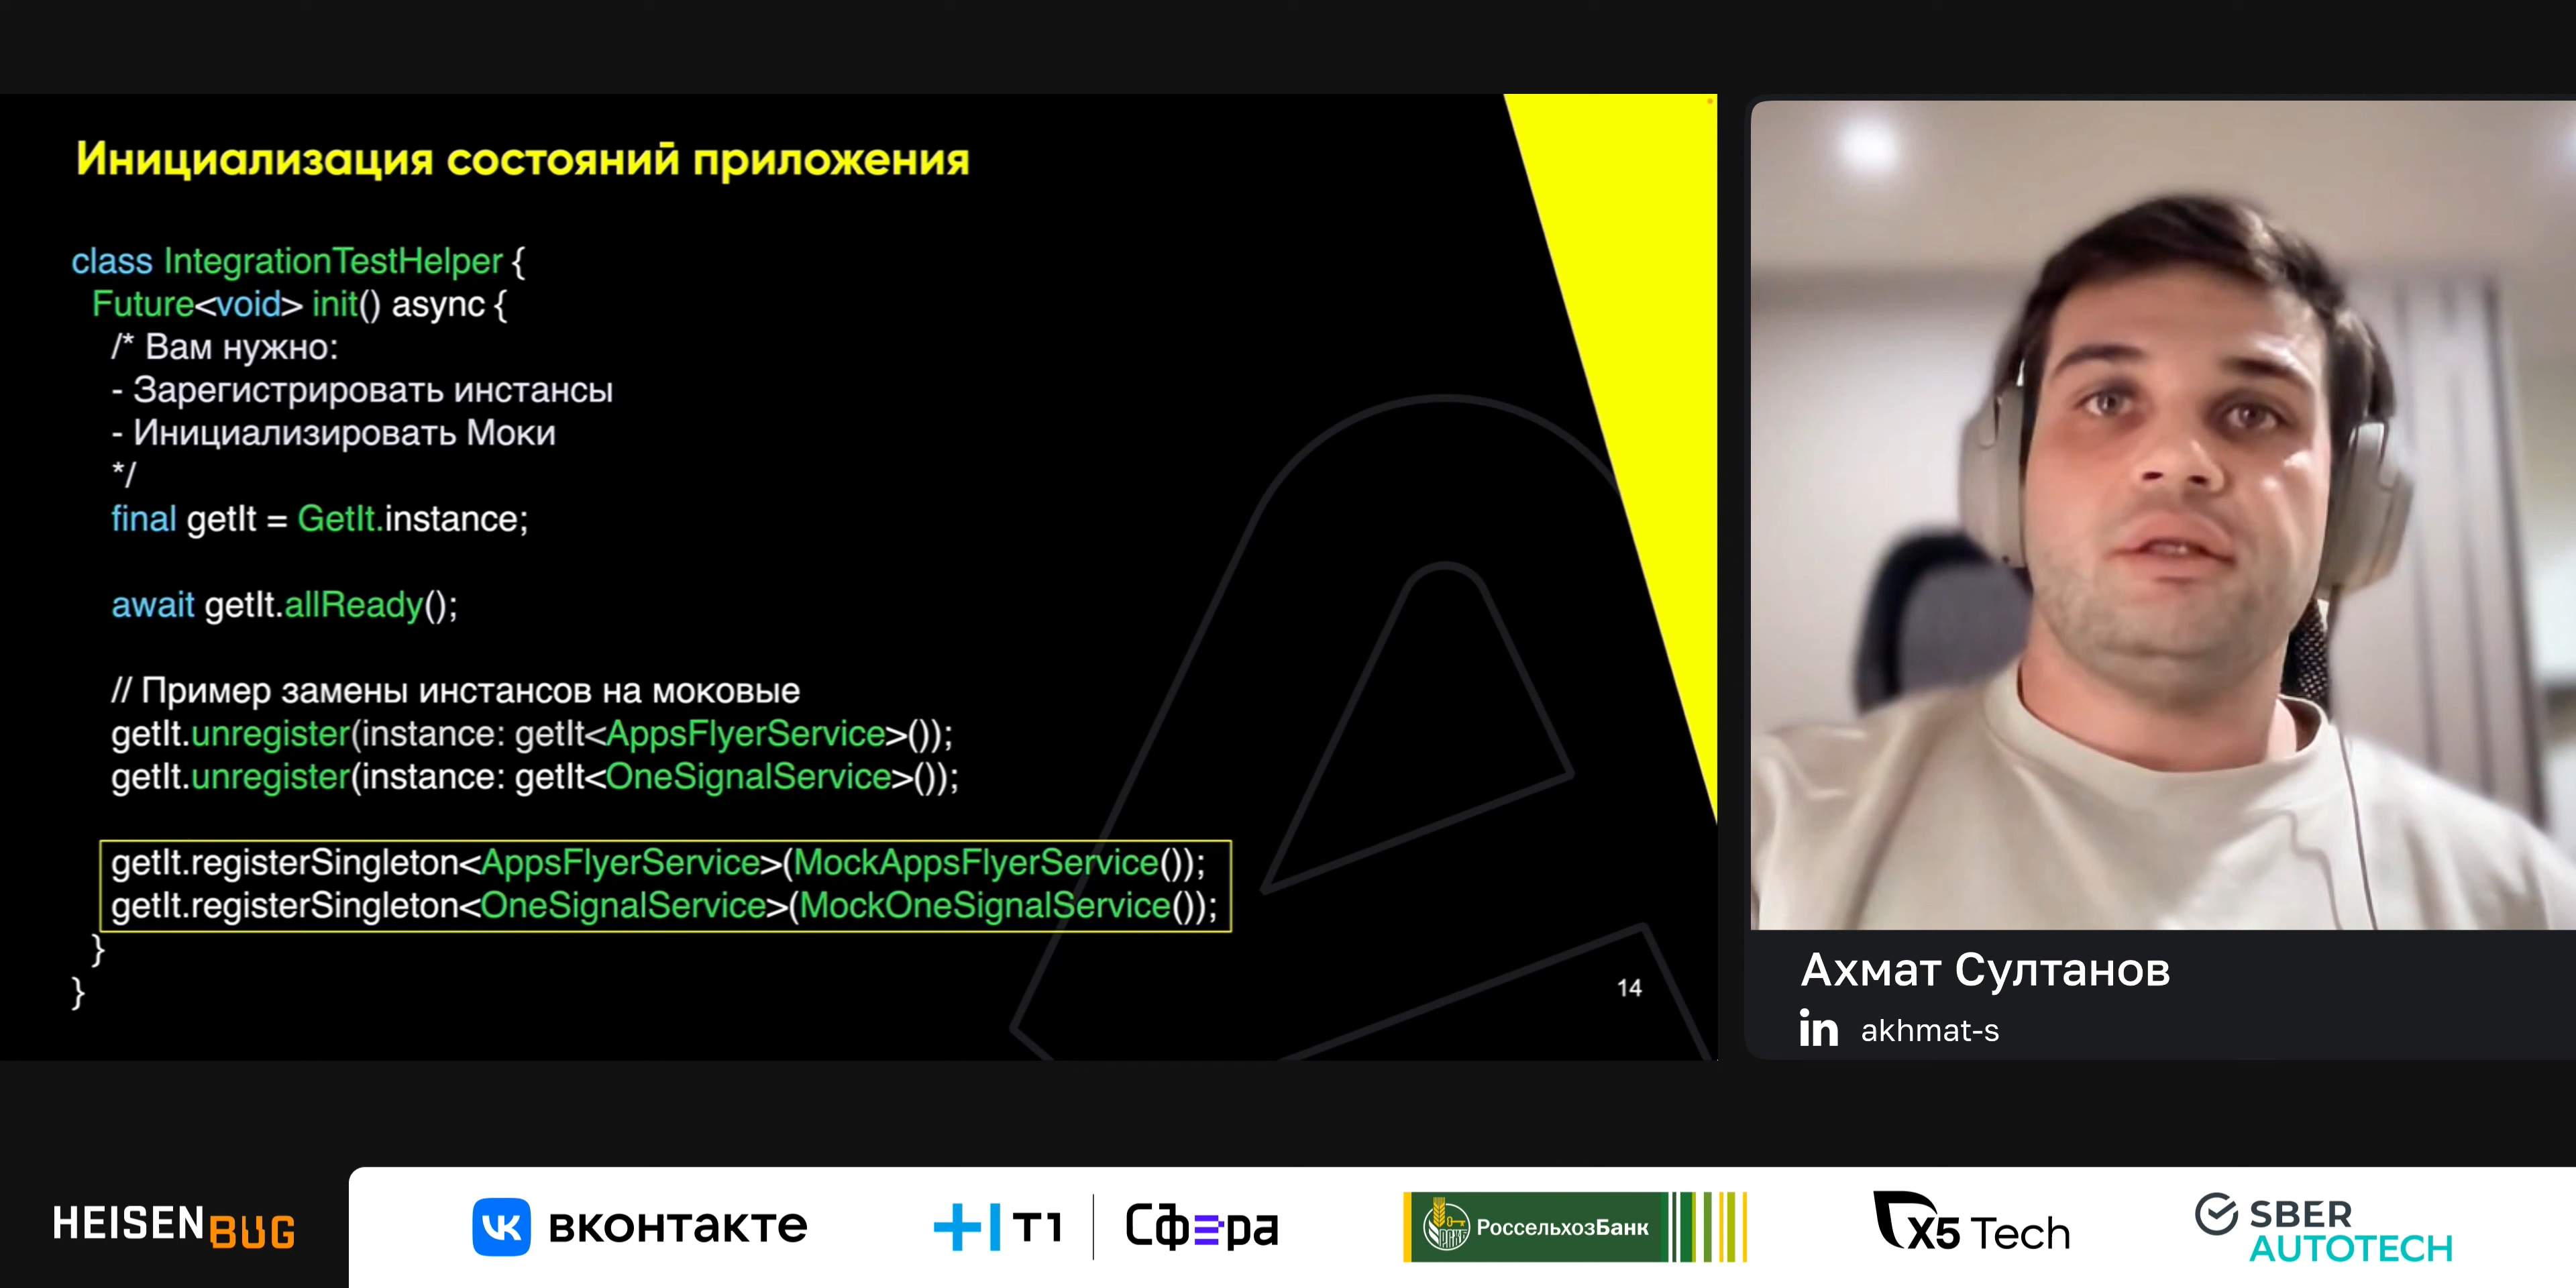 Инициализация состояний приложения
class IntegrationTestHelper {
Future<void> init() async {
/* Вам нужно:
- Зарегистрировать инстансы
- Инициализировать Моки
*/
final getIt = GetIt.instance;
await getIt.allReady();
// Пример замены инстансов на моковые
getIt.unregister(instance: getIt<AppsFlyerService>());
getIt.unregister(instance: getIt<OneSignalService>());
getIt.registerSingleton<AppsFlyerService>(MockAppsFlyerService());
getIt.registerSingleton<OneSignalService>(MockOneSignalService());
}
}
14
Ахмат Султанов
in akhmat-s
HEISENBUG
VK ВКОНТАКТЕ
T1
Сфера
РоссельхозБанк
X5 Tech
SBER
AUTOTECH